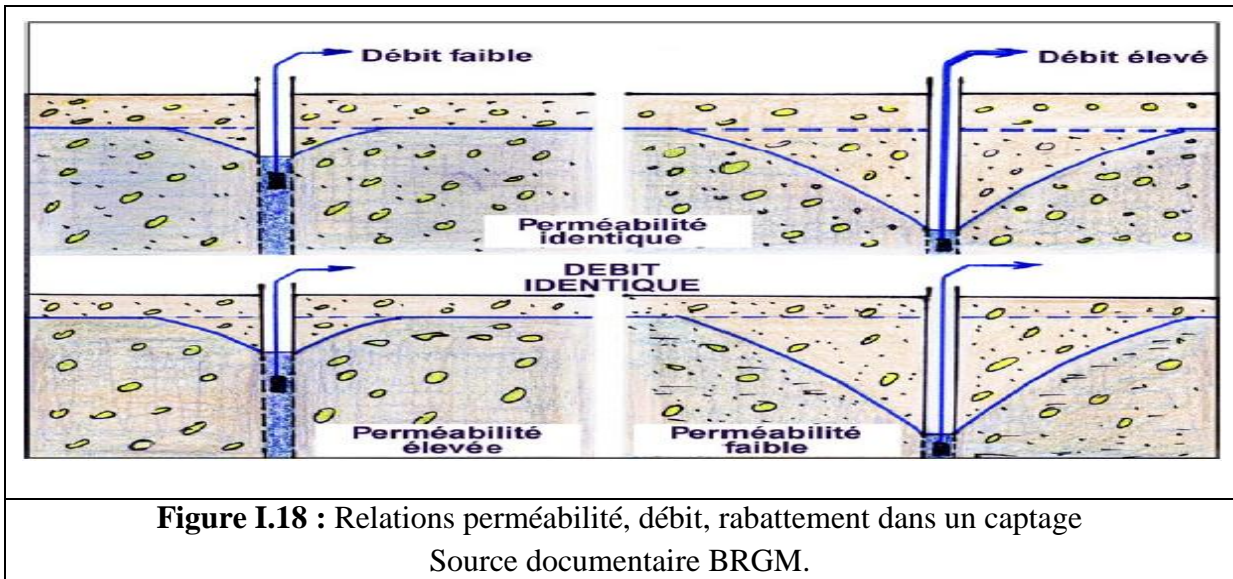 Débit faible
Débit élevé
Perméabilité
identique
DEBIT
IDENTIQUE
Perméabilité
élevée
Perméabilité
faible
Figure I.18 : Relations perméabilité, débit, rabattement dans un captage
Source documentaire BRGM.